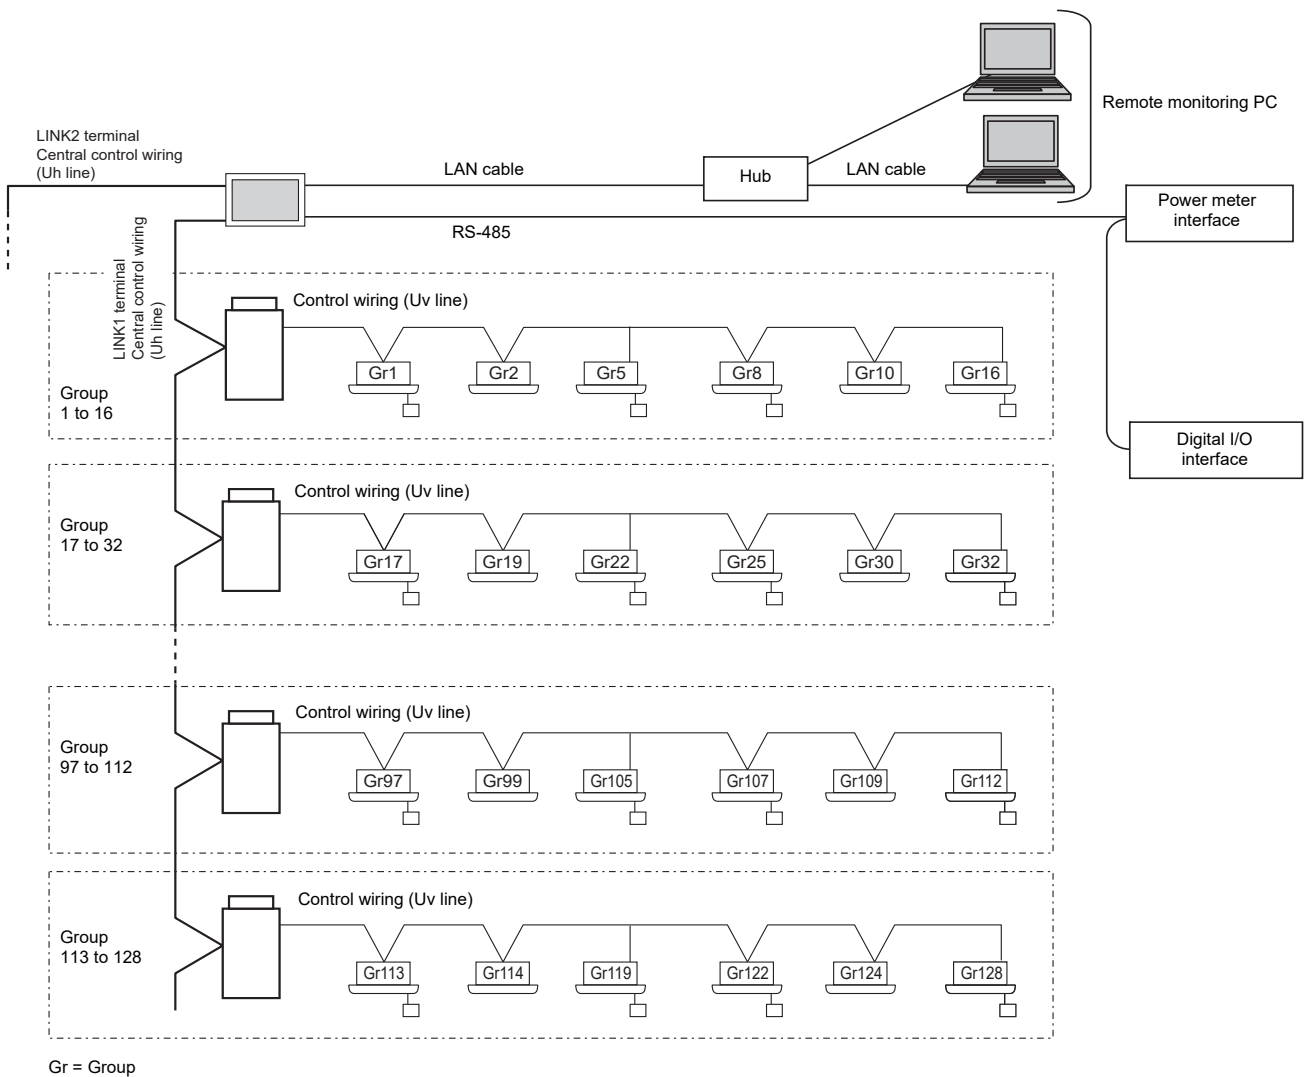 Remote monitoring PC
LINK2 terminal
Central control wiring
(Uh line)
LAN cable
Hub
LAN cable
Power meter
interface
RS-485
LINK1 terminal
Central control wiring
(Uh line)
Control wiring (Uv line)
Gr1
Gr2
Gr5
Gr8
Gr10
Gr16
Group
1 to 16
Digital I/O
interface
Control wiring (Uv line)
Group
17 to 32
Gr17
Gr19
Gr22
Gr25
Gr30
Gr32
Control wiring (Uv line)
Group
97 to 112
Gr97
Gr99
Gr105
Gr107
Gr109
Gr112
Control wiring (Uv line)
Group
113 to 128
Gr113
Gr114
Gr119
Gr122
Gr124
Gr128
Gr = Group